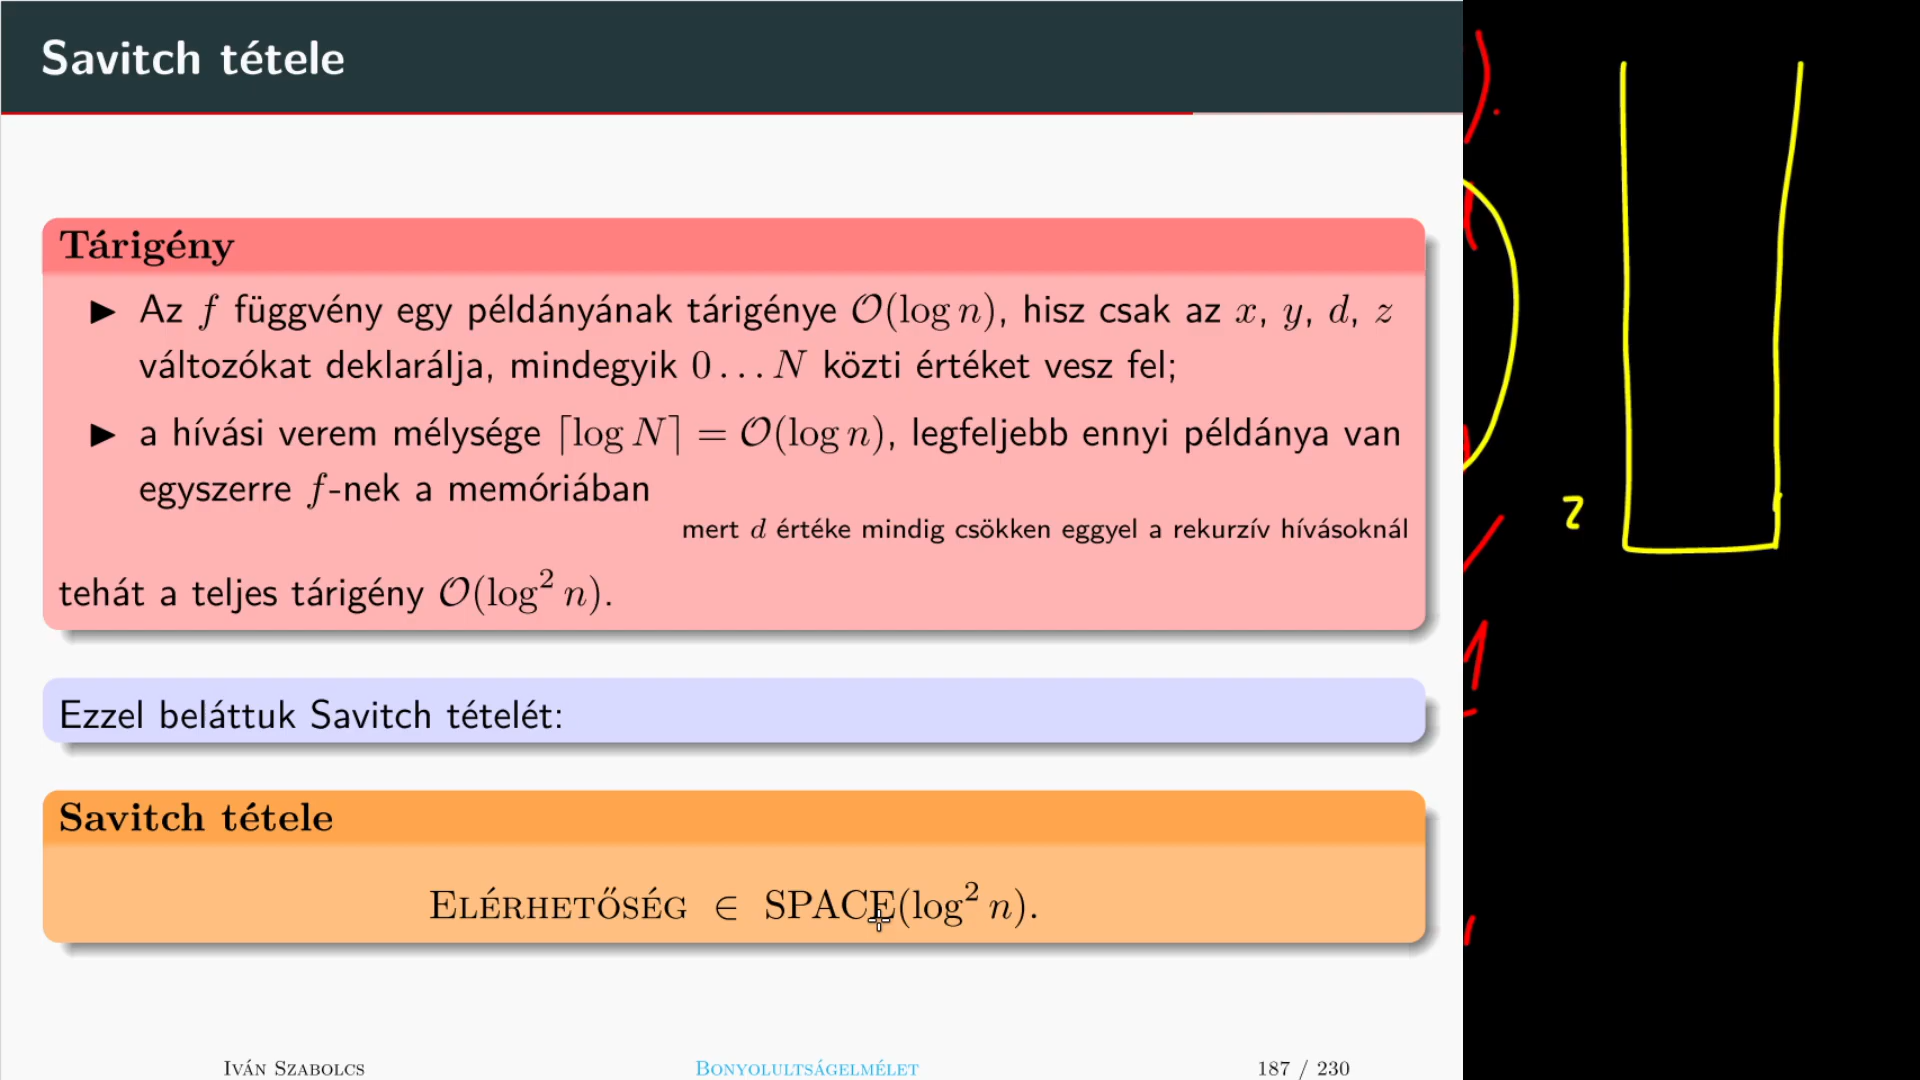 Savitch tétele
Tárigény
▶ Az f függvény egy példányának tárigénye 𝒪(log n), hisz csak az x, y, d, z
változókat deklarálja, mindegyik 0…N közti értéket vesz fel;
▶ a hívási verem mélysége ⌈log N⌉ = 𝒪(log n), legfeljebb ennyi példánya van
egyszerre f-nek a memóriában
mert d értéke mindig csökken eggyel a rekurzív hívásoknál
tehát a teljes tárigény 𝒪(log² n).
Ezzel beláttuk Savitch tételét:
Savitch tétele
ELÉRHETŐSÉG ∈ SPACE(log² n).
IVÁN SZABOLCS
BONYOLULTSÁGELMÉLET
187 / 230